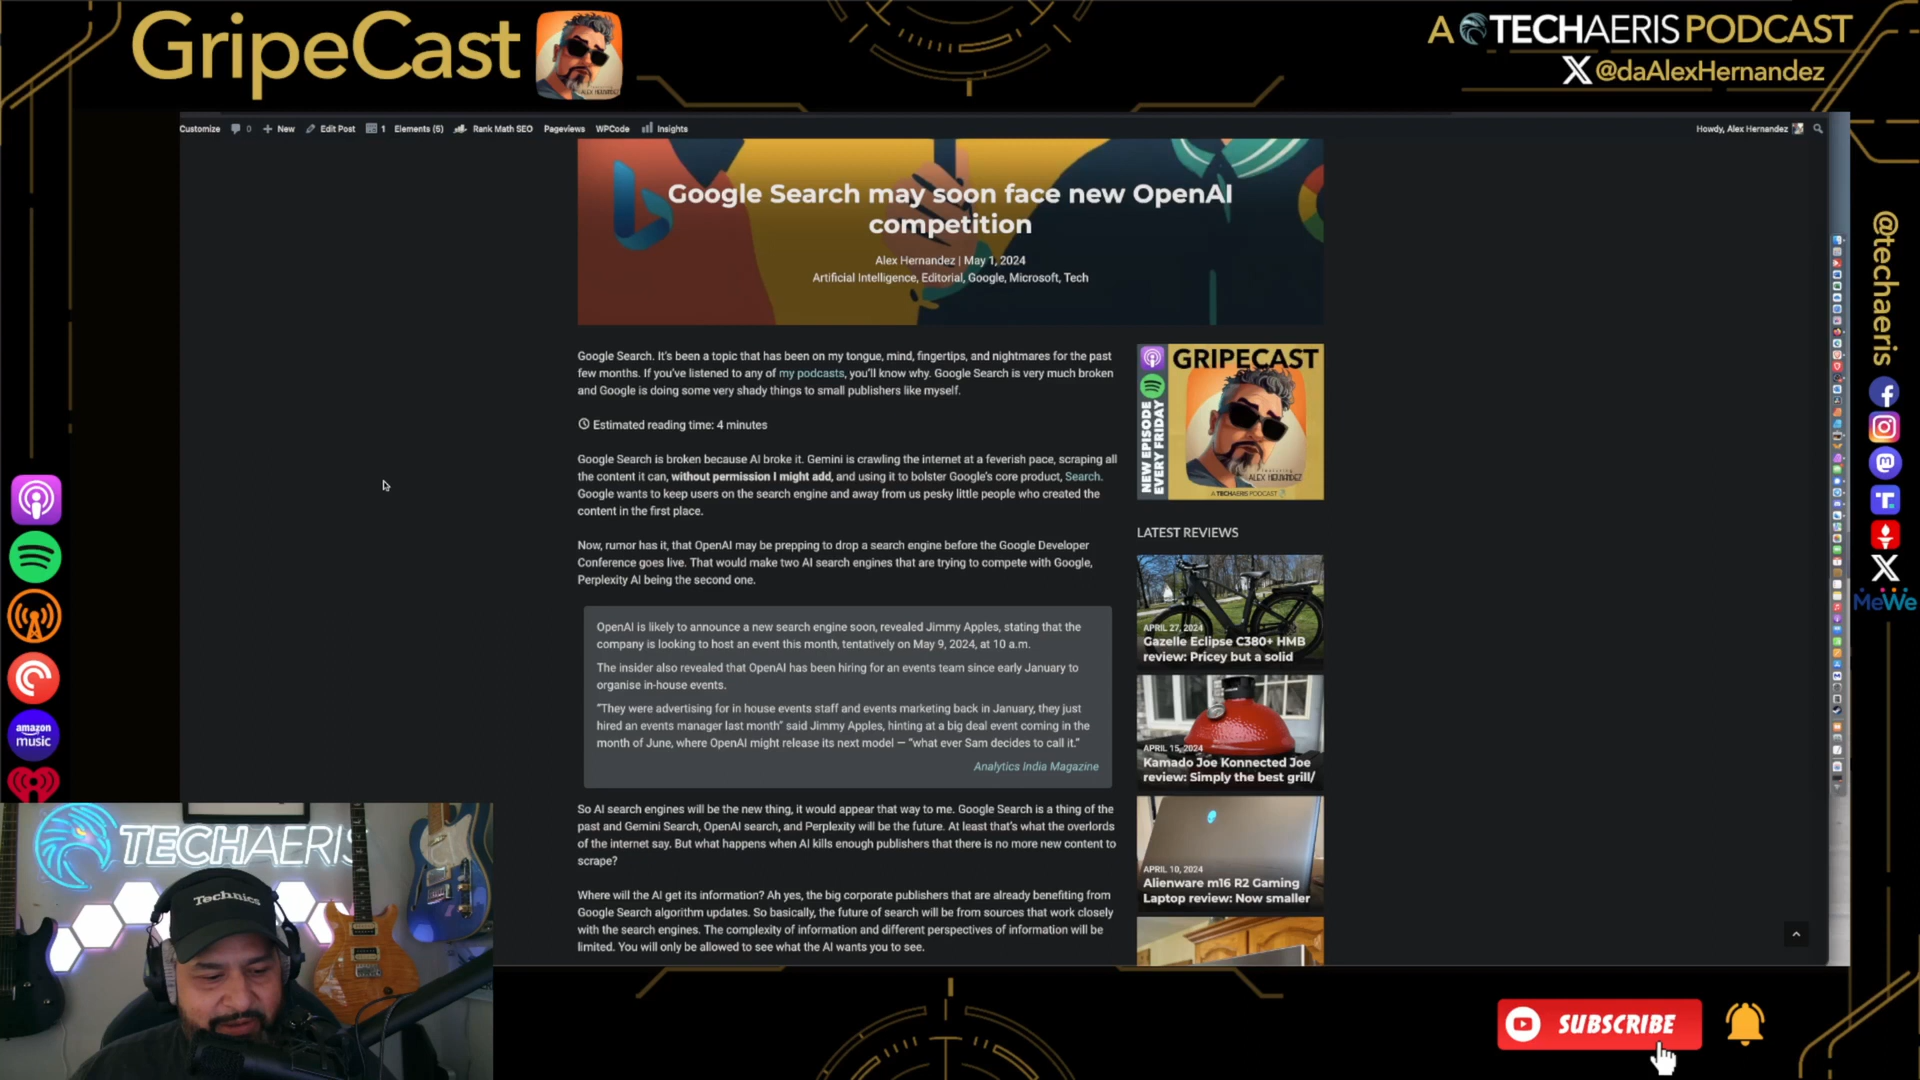 GripeCast
A TECHAERIS PODCAST
X @daAlexHernandez
Customize 0 New Edit Post 1 Elements (5) Rank Math SEO Pageviews WPCode Insights
Howdy, Alex Hernandez
Google Search may soon face new OpenAI
competition
Alex Hernandez | May 1, 2024
Artificial Intelligence, Editorial, Google, Microsoft, Tech
Google Search. It's been a topic that has been on my tongue, mind, fingertips, and nightmares for the past
few months. If you've listened to any of my podcasts, you'll know why. Google Search is very much broken
and Google is doing some very shady things to small publishers like myself.
Estimated reading time: 4 minutes
Google Search is broken because AI broke it. Gemini is crawling the internet at a feverish pace, scraping all
the content it can, without permission I might add, and using it to bolster Google's core product, Search.
Google wants to keep users on the search engine and away from us pesky little people who created the
content in the first place.
Now, rumor has it, that OpenAI may be prepping to drop a search engine before the Google Developer
Conference goes live. That would make two AI search engines that are trying to compete with Google,
Perplexity AI being the second one.
OpenAI is likely to announce a new search engine soon, revealed Jimmy Apples, stating that the
company is looking to host an event this month, tentatively on May 9, 2024, at 10 a.m.
The insider also revealed that OpenAI has been hiring for an events team since early January to
organise in-house events.
"They were advertising for in house events staff and events marketing back in January, they just
hired an events manager last month" said Jimmy Apples, hinting at a big deal event coming in the
month of June, where OpenAI might release its next model — "what ever Sam decides to call it."
Analytics India Magazine
So AI search engines will be the new thing, it would appear that way to me. Google Search is a thing of the
past and Gemini Search, OpenAI search, and Perplexity will be the future. At least that's what the overlords
of the internet say. But what happens when AI kills enough publishers that there is no more new content to
scrape?
Where will the AI get its information? Ah yes, the big corporate publishers that are already benefiting from
Google Search algorithm updates. So basically, the future of search will be from sources that work closely
with the search engines. The complexity of information and different perspectives of information will be
limited. You will only be allowed to see what the AI wants you to see.
GRIPECAST
NEW EPISODE
EVERY FRIDAY
featuring
ALEX HERNANDEZ
A TECHAERIS PODCAST
LATEST REVIEWS
APRIL 27, 2024
Gazelle Eclipse C380+ HMB
review: Pricey but a solid
APRIL 15, 2024
Kamado Joe Konnected Joe
review: Simply the best grill/
APRIL 10, 2024
Alienware m16 R2 Gaming
Laptop review: Now smaller
@techaeris
MeWe
amazon
music
TECHAERIS
Technics
SUBSCRIBE